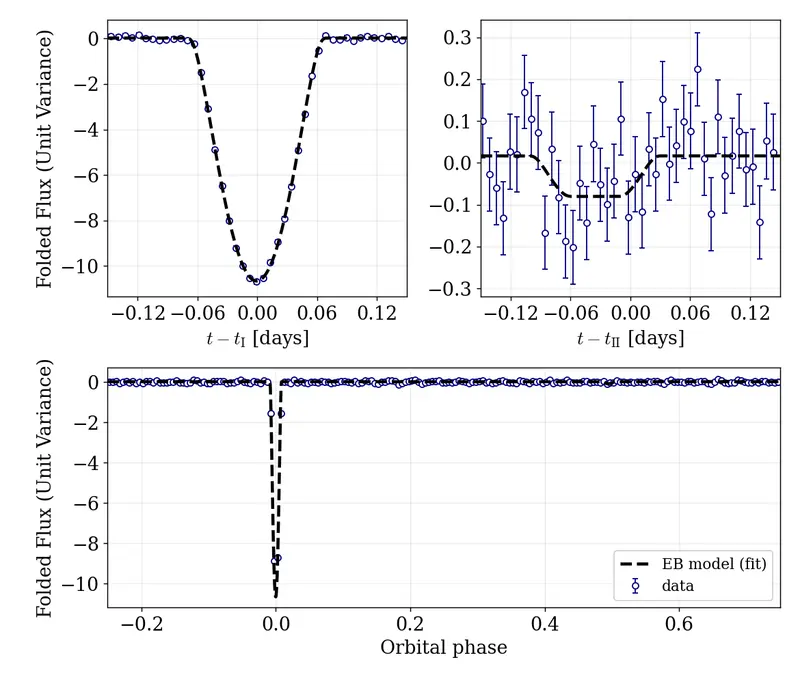 Folded Flux (Unit Variance)
0
−2
−4
−6
−8
−10
−0.12 −0.06 0.00 0.06 0.12
t − tI [days]
0.3
0.2
0.1
0.0
−0.1
−0.2
−0.3
−0.12 −0.06 0.00 0.06 0.12
t − tII [days]
Folded Flux (Unit Variance)
0
−2
−4
−6
−8
−10
−0.2 0.0 0.2 0.4 0.6
Orbital phase
EB model (fit)
data